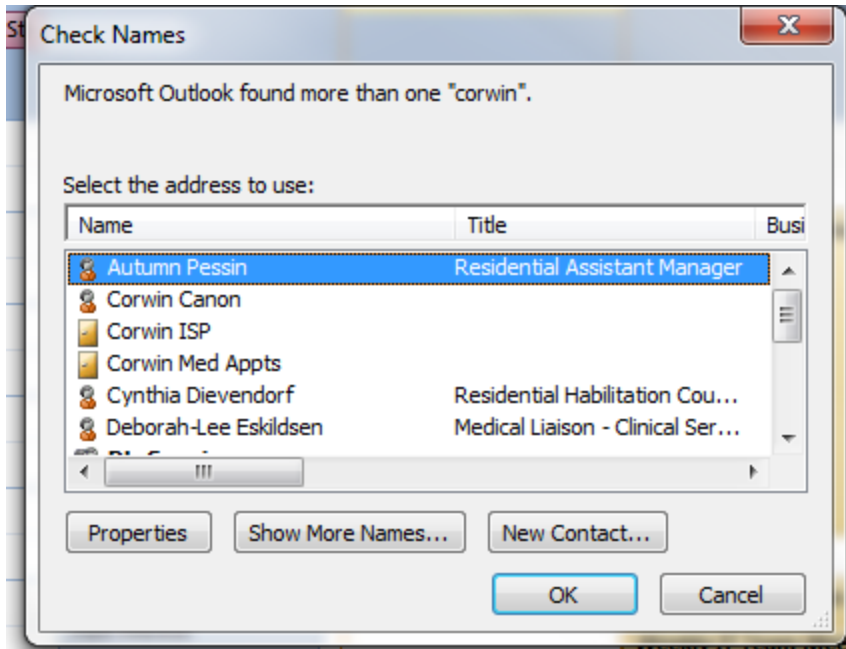 St
Check Names
Microsoft Outlook found more than one "corwin".
Select the address to use:
Name Title Busi
Autumn Pessin Residential Assistant Manager
Corwin Canon
Corwin ISP
Corwin Med Appts
Cynthia Dievendorf Residential Habilitation Cou...
Deborah-Lee Eskildsen Medical Liaison - Clinical Ser...
Properties Show More Names... New Contact...
OK Cancel